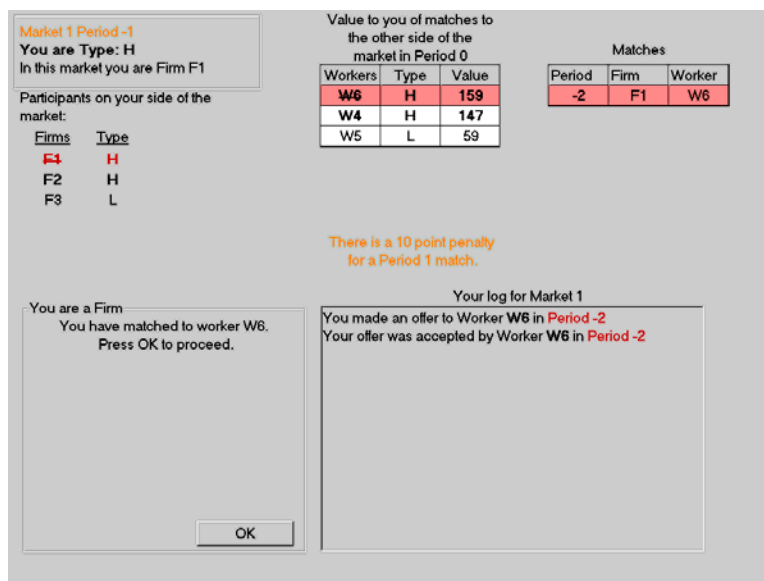 Market 1 Period -1
You are Type: H
In this market you are Firm F1
Participants on your side of the
market:
Firms Type
F1 H
F2 H
F3 L
Value to you of matches to
the other side of the
market in Period 0
Workers Type Value
W6 H 159
W4 H 147
W5 L 59
Matches
Period Firm Worker
-2 F1 W6
There is a 10 point penalty
for a Period 1 match.
You are a Firm
You have matched to worker W6.
Press OK to proceed.
OK
Your log for Market 1
You made an offer to Worker W6 in Period -2
Your offer was accepted by Worker W6 in Period -2